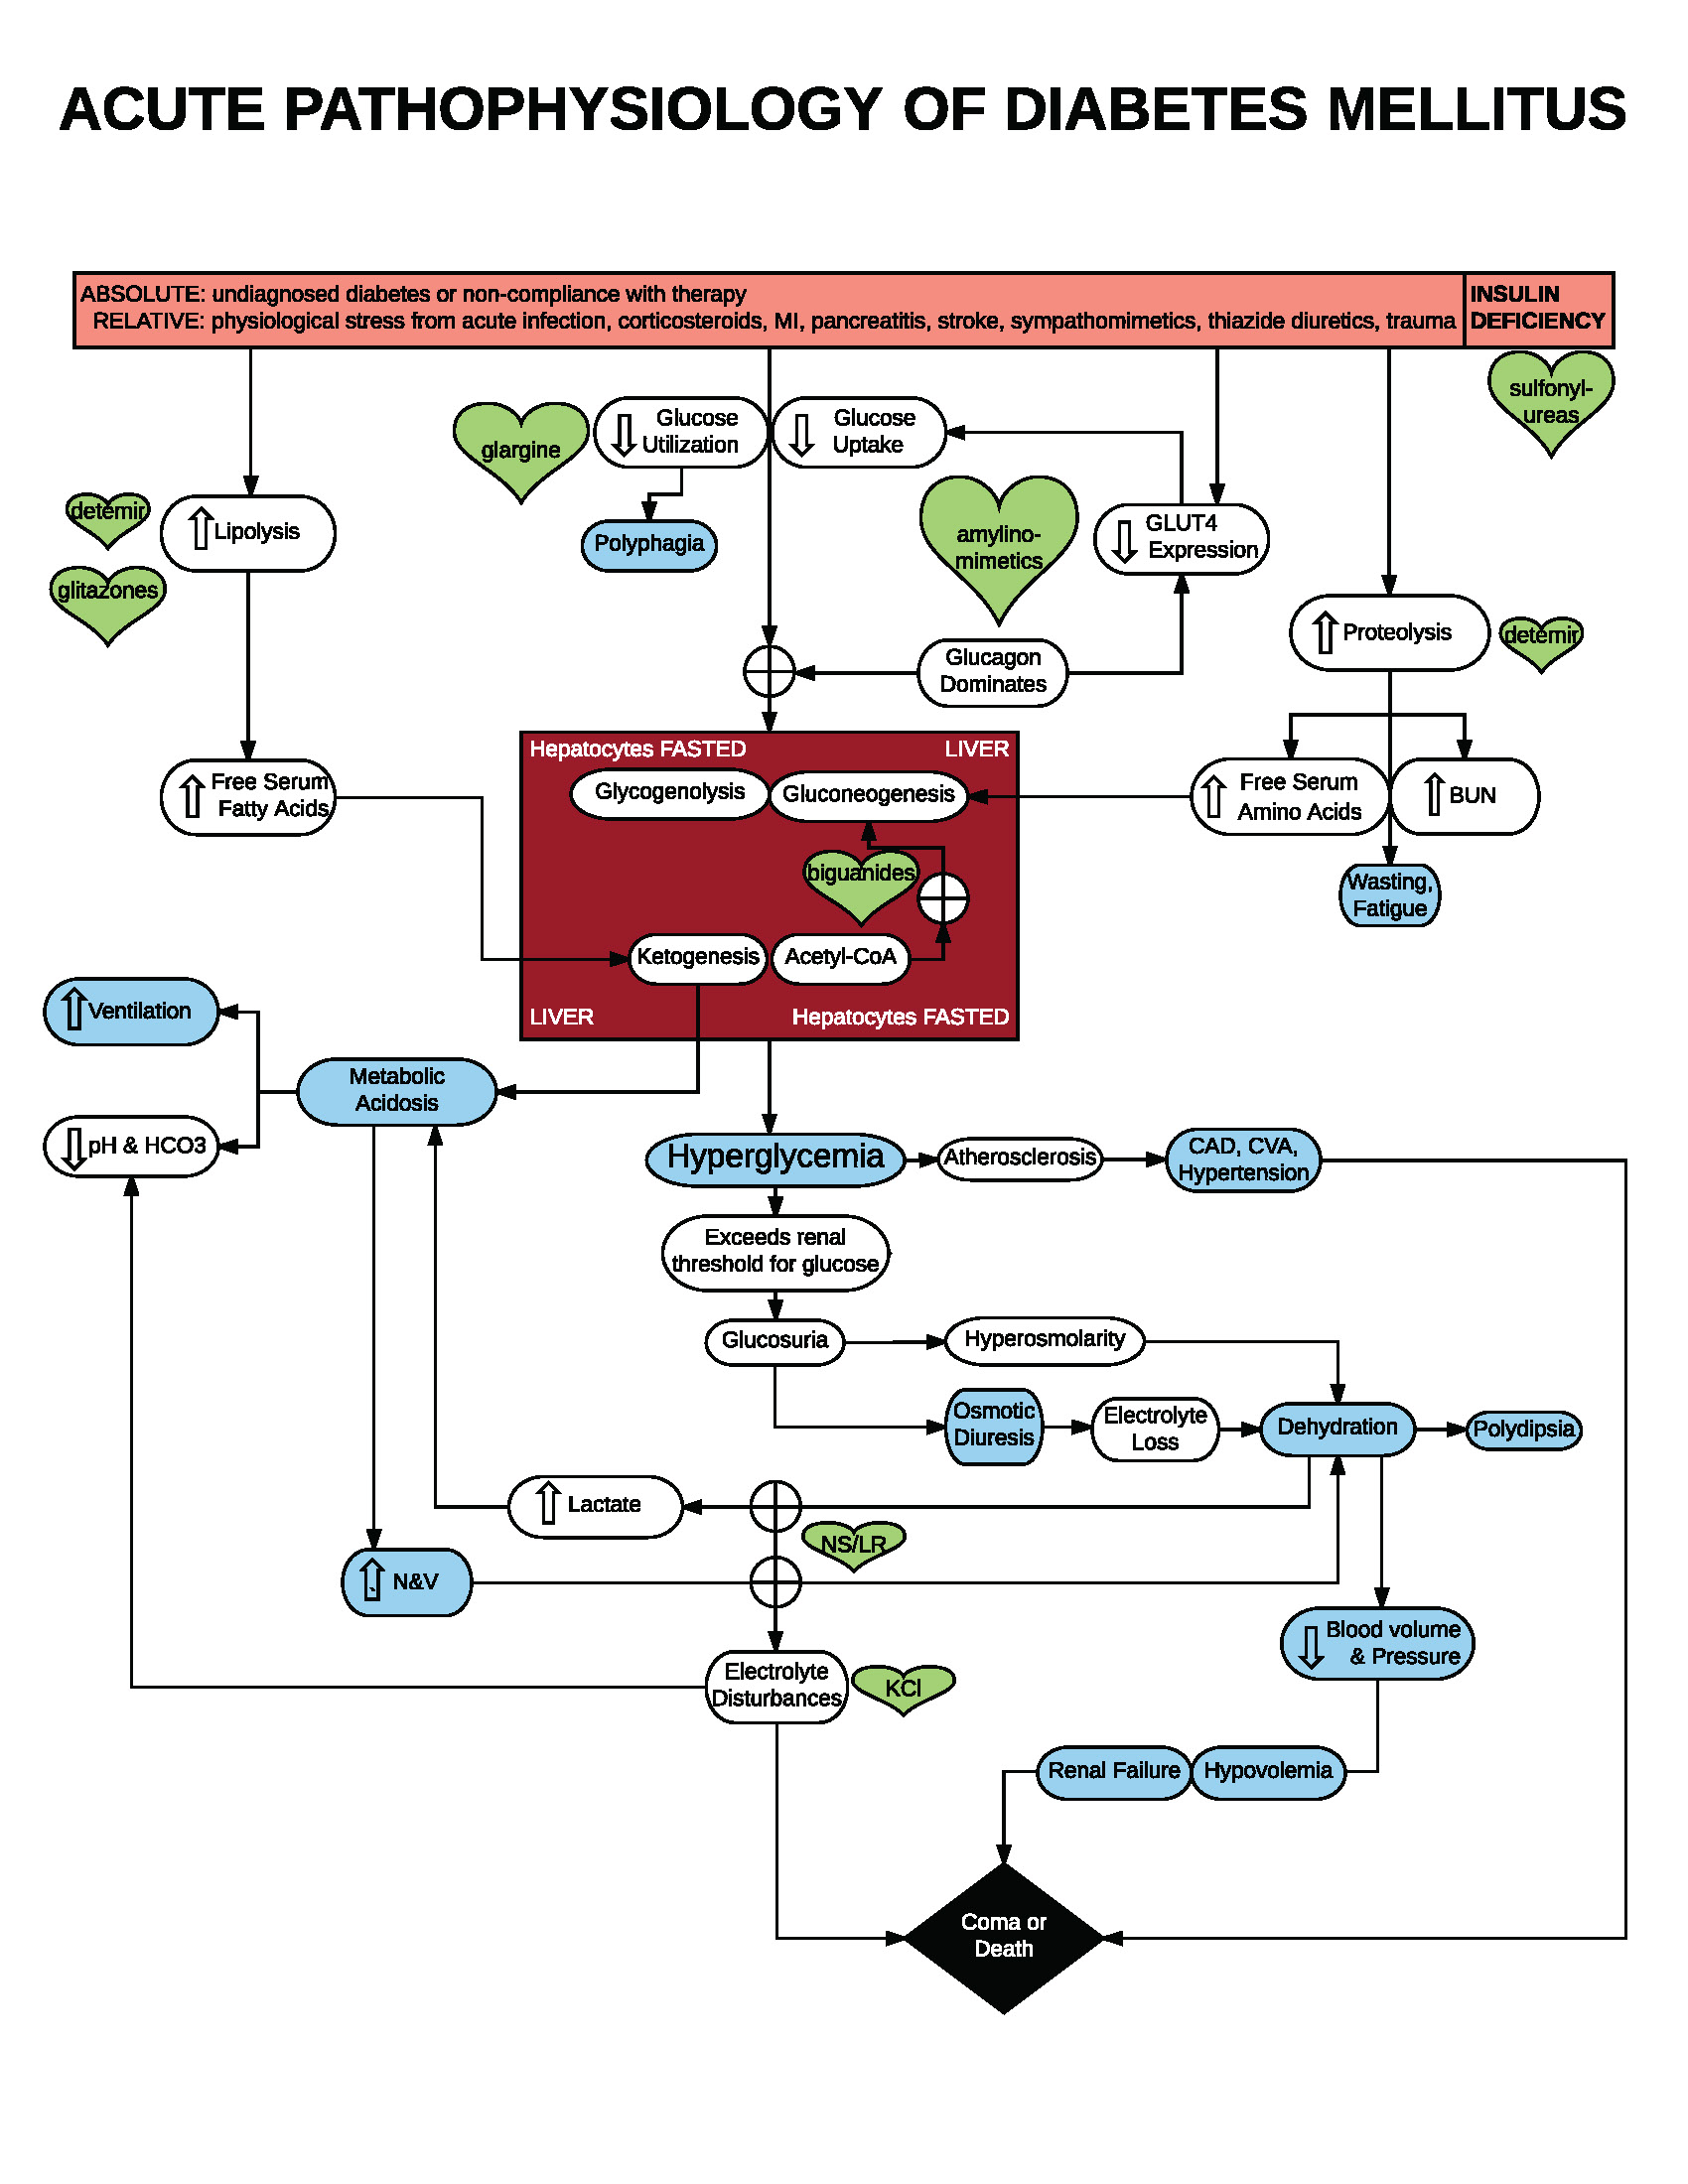 ACUTE PATHOPHYSIOLOGY OF DIABETES MELLITUS
ABSOLUTE: undiagnosed diabetes or non-compliance with therapy
RELATIVE: physiological stress from acute infection, corticosteroids, MI, pancreatitis, stroke, sympathomimetics, thiazide diuretics, trauma
INSULIN
DEFICIENCY
sulfonyl-
ureas
glargine
Glucose
Utilization
Glucose
Uptake
Polyphagia
detemir
Lipolysis
glitazones
amylino-
mimetics
GLUT4
Expression
Proteolysis
detemir
Glucagon
Dominates
Hepatocytes FASTED
LIVER
Glycogenolysis
Gluconeogenesis
Free Serum
Fatty Acids
Free Serum
Amino Acids
BUN
biguanides
Wasting,
Fatigue
Ketogenesis
Acetyl-CoA
LIVER
Hepatocytes FASTED
Ventilation
Metabolic
Acidosis
pH & HCO3
Hyperglycemia
Atherosclerosis
CAD, CVA,
Hypertension
Exceeds renal
threshold for glucose
Glucosuria
Hyperosmolarity
Osmotic
Diuresis
Electrolyte
Loss
Dehydration
Polydipsia
Lactate
NS/LR
N&V
Blood volume
& Pressure
Electrolyte
Disturbances
KCl
Renal Failure
Hypovolemia
Coma or
Death